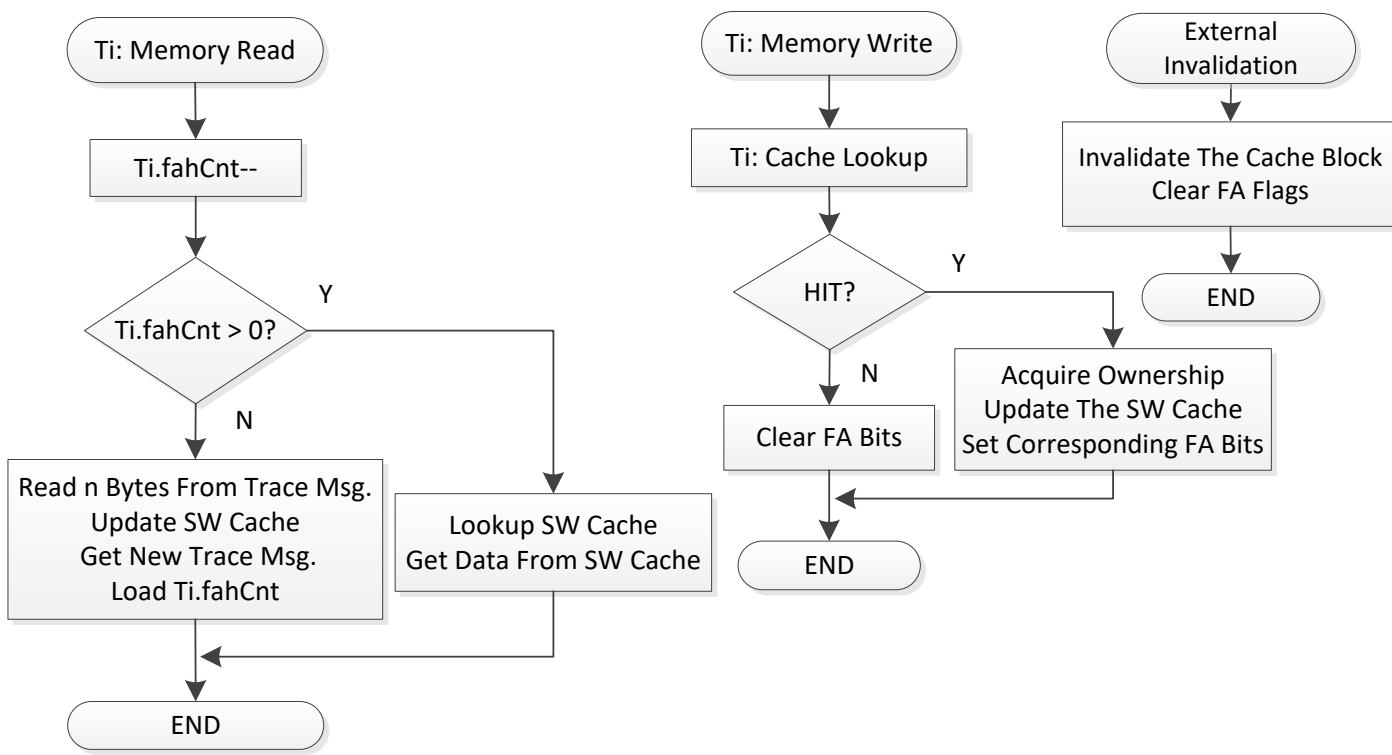 Ti: Memory Read
Ti.fahCnt--
Ti.fahCnt > 0?
Y
N
Read n Bytes From Trace Msg.
Update SW Cache
Get New Trace Msg.
Load Ti.fahCnt
Lookup SW Cache
Get Data From SW Cache
END
Ti: Memory Write
Ti: Cache Lookup
HIT?
Y
N
Clear FA Bits
Acquire Ownership
Update The SW Cache
Set Corresponding FA Bits
END
External
Invalidation
Invalidate The Cache Block
Clear FA Flags
END